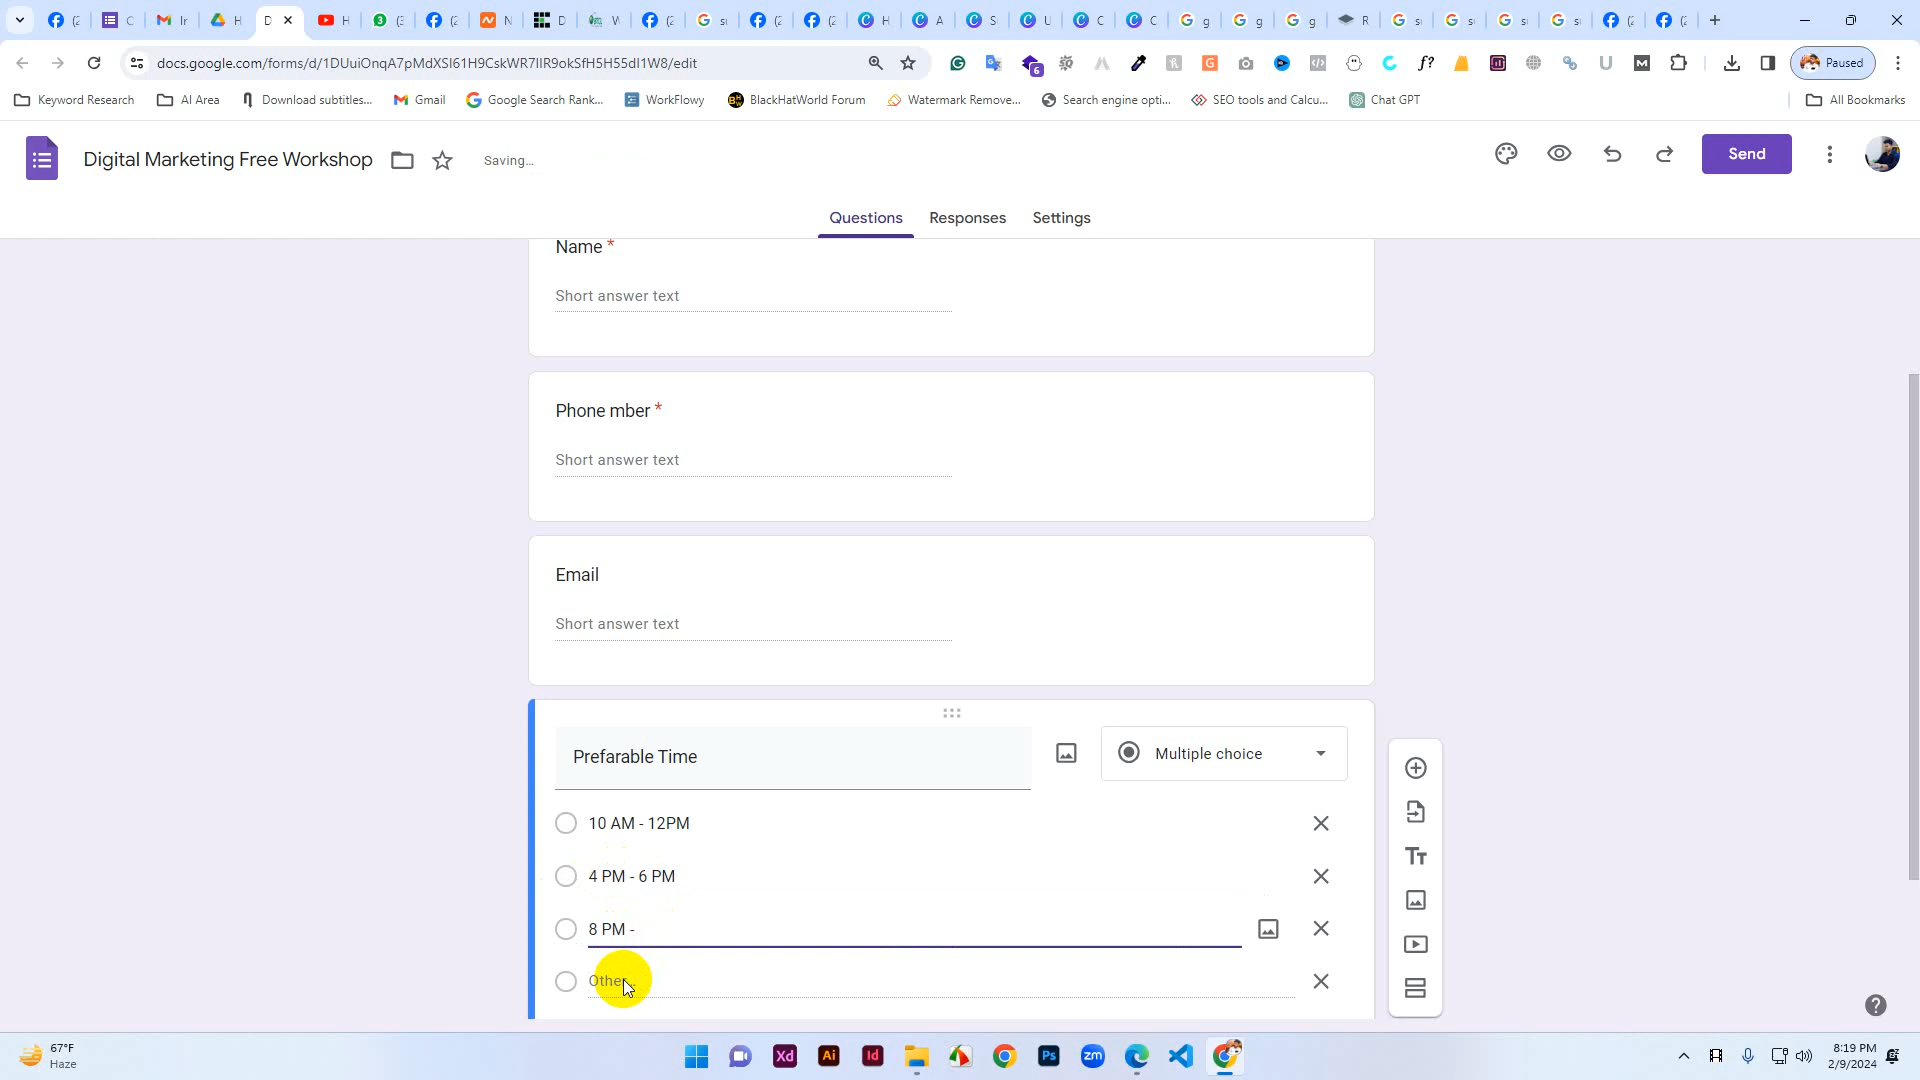 docs.google.com/forms/d/1DUuiOnqA7pMdXSI61H9CskWR7IIR9okSfH5H55dI1W8/edit
Paused
Keyword Research
AI Area
Download subtitles...
Gmail
Google Search Rank...
WorkFlowy
BlackHatWorld Forum
Watermark Remove...
Search engine opti...
SEO tools and Calcu...
Chat GPT
All Bookmarks
Digital Marketing Free Workshop
Saving...
Send
Questions
Responses
Settings
Name *
Short answer text
Phone mber *
Short answer text
Email
Short answer text
Prefarable Time
Multiple choice
10 AM - 12PM
4 PM - 6 PM
8 PM -
Other...
67°F
Haze
8:19 PM
2/9/2024